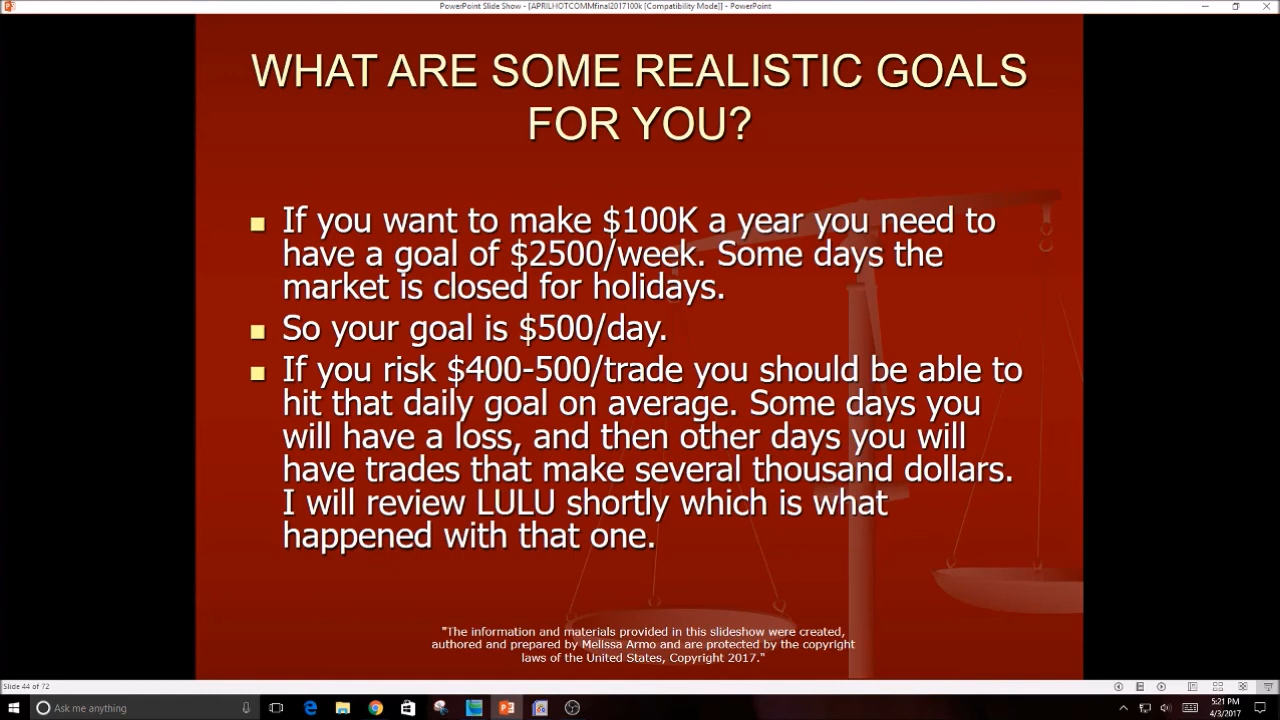 PowerPoint Slide Show - [APRILHOTCOMMfinal2017100k [Compatibility Mode]] - PowerPoint
WHAT ARE SOME REALISTIC GOALS
FOR YOU?
If you want to make $100K a year you need to
have a goal of $2500/week. Some days the
market is closed for holidays.
So your goal is $500/day.
If you risk $400-500/trade you should be able to
hit that daily goal on average. Some days you
will have a loss, and then other days you will
have trades that make several thousand dollars.
I will review LULU shortly which is what
happened with that one.
"The information and materials provided in this slideshow were created,
authored and prepared by Melissa Armo and are protected by the copyright
laws of the United States, Copyright 2017."
Slide 44 of 72
Ask me anything
5:21 PM
4/3/2017